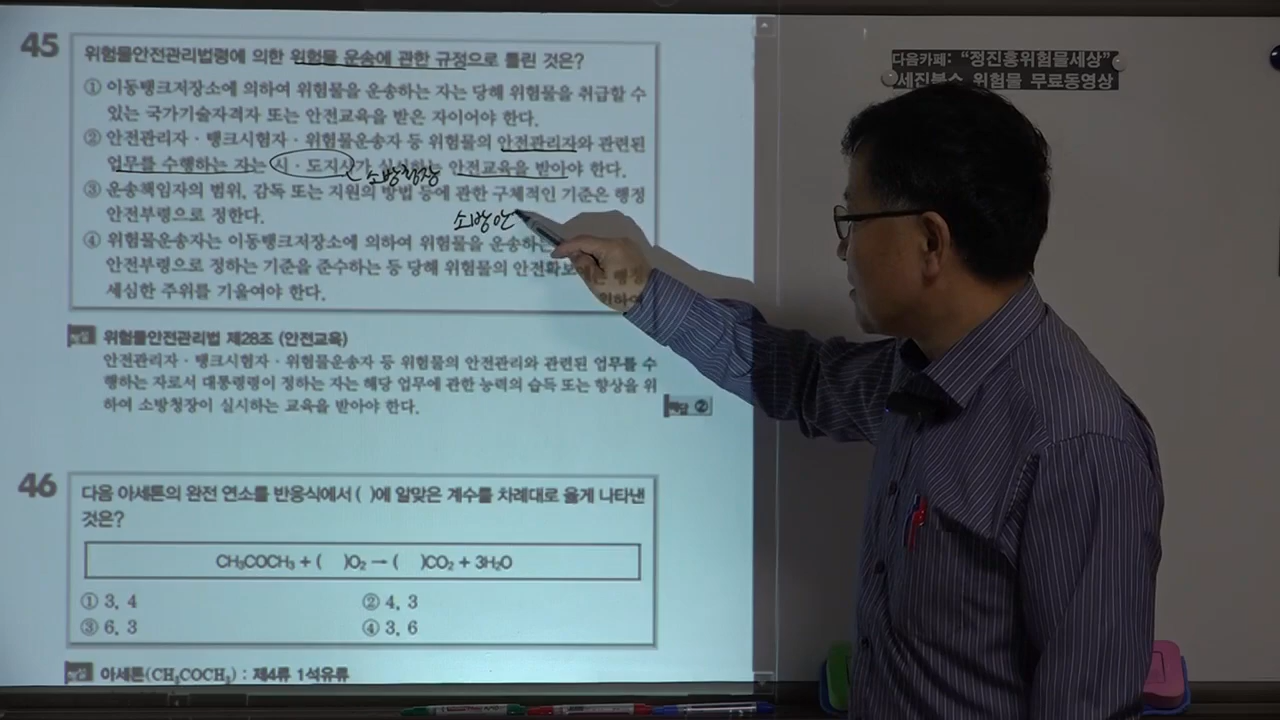 45
위험물안전관리법령에 의한 위험물 운송에 관한 규정으로 틀린 것은?
① 이동탱크저장소에 의하여 위험물을 운송하는 자는 당해 위험물을 취급할 수
있는 국가기술자격자 또는 안전교육을 받은 자이어야 한다.
② 안전관리자·탱크시험자·위험물운송자 등 위험물의 안전관리자와 관련된
업무를 수행하는 자는 시·도지사가 실시하는 안전교육을 받아야 한다.
소방청장
③ 운송책임자의 범위, 감독 또는 지원의 방법 등에 관한 구체적인 기준은 행정
안전부령으로 정한다.
소방안
④ 위험물운송자는 이동탱크저장소에 의하여 위험물을 운송하는
안전부령으로 정하는 기준을 준수하는 등 당해 위험물의 안전확보
세심한 주위를 기울여야 한다.
해설 위험물안전관리법 제28조 (안전교육)
안전관리자·탱크시험자·위험물운송자 등 위험물의 안전관리와 관련된 업무를 수
행하는 자로서 대통령령이 정하는 자는 해당 업무에 관한 능력의 습득 또는 향상을 위
하여 소방청장이 실시하는 교육을 받아야 한다.
해답 ②
46
다음 아세톤의 완전 연소를 반응식에서 ( )에 알맞은 계수를 차례대로 옳게 나타낸
것은?
CH₃COCH₃ + ( )O₂ → ( )CO₂ + 3H₂O
① 3, 4 ② 4, 3
③ 6, 3 ④ 3, 6
해설 아세톤(CH₃COCH₃) : 제4류 1석유류
다음카페: “정진홍위험물세상”
세진북스 위험물 무료동영상